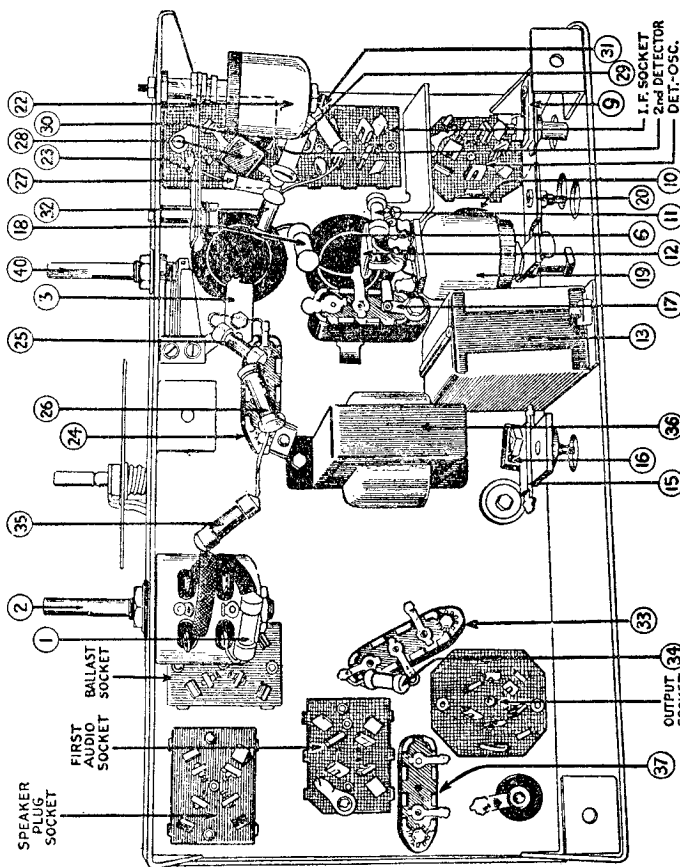 SPEAKER
PLUG
SOCKET
FIRST
AUDIO
SOCKET
BALLAST
SOCKET
1
2
35
24
26
25
3
40
18
32
27
23
28
30
22
37
OUTPUT
34
33
15
16
36
13
17
19
12
6
11
20
10
9
29
31
I.F. SOCKET
2nd DETECTOR
DET.-OSC.